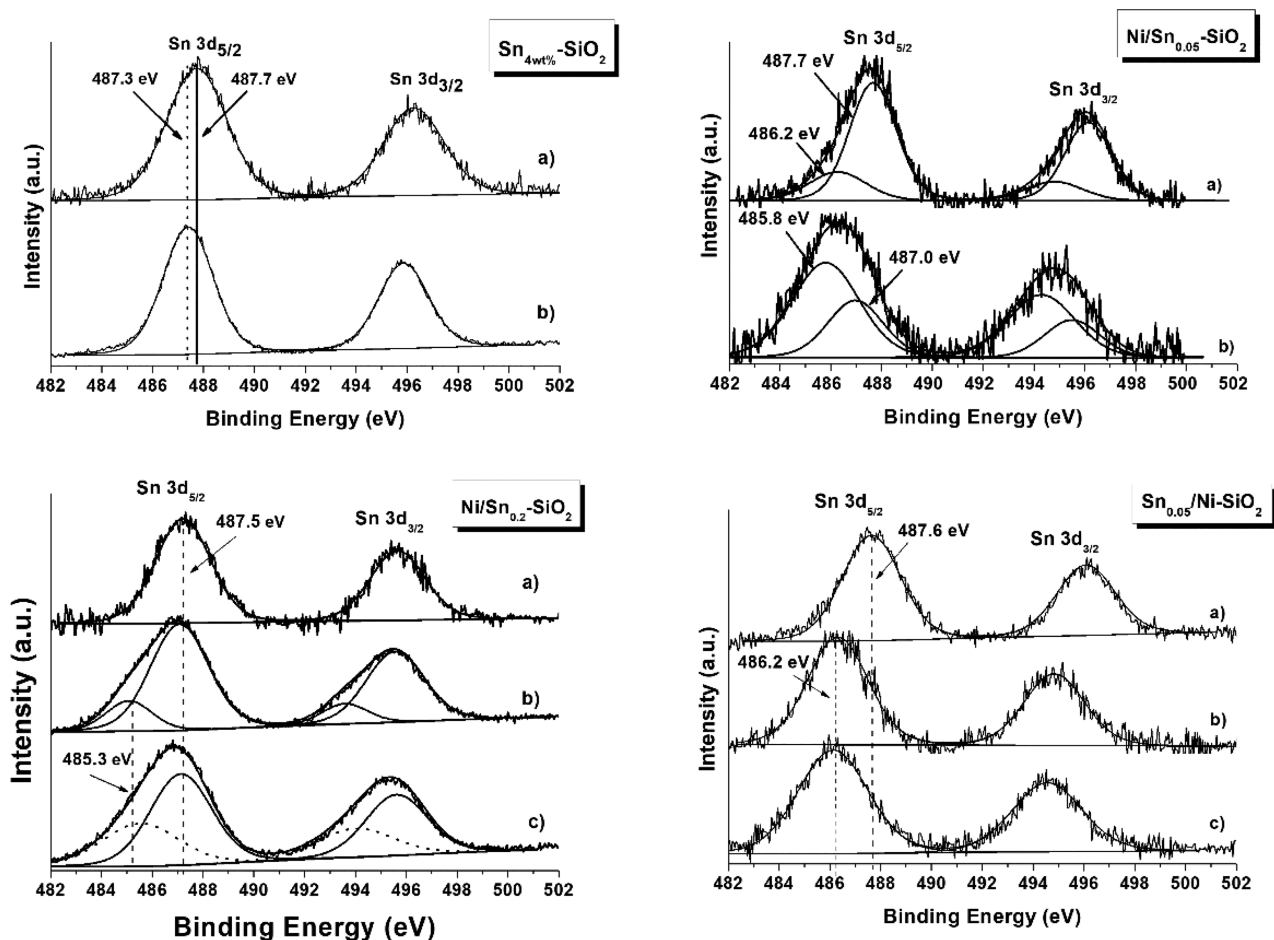 Sn 3d5/2
Sn4wt%-SiO2
487.3 eV
487.7 eV
Sn 3d3/2
a)
b)
Intensity (a.u.)
482 484 486 488 490 492 494 496 498 500 502
Binding Energy (eV)
Ni/Sn0.05-SiO2
Sn 3d5/2
487.7 eV
Sn 3d3/2
486.2 eV
a)
485.8 eV
487.0 eV
b)
Intensity (a.u.)
482 484 486 488 490 492 494 496 498 500 502
Binding Energy (eV)
Sn 3d5/2
Ni/Sn0.2-SiO2
487.5 eV
Sn 3d3/2
a)
b)
485.3 eV
c)
Intensity (a.u.)
482 484 486 488 490 492 494 496 498 500 502
Binding Energy (eV)
Sn 3d5/2
Sn0.05/Ni-SiO2
487.6 eV
Sn 3d3/2
a)
486.2 eV
b)
c)
Intensity (a.u.)
482 484 486 488 490 492 494 496 498 500 502
Binding Energy (eV)